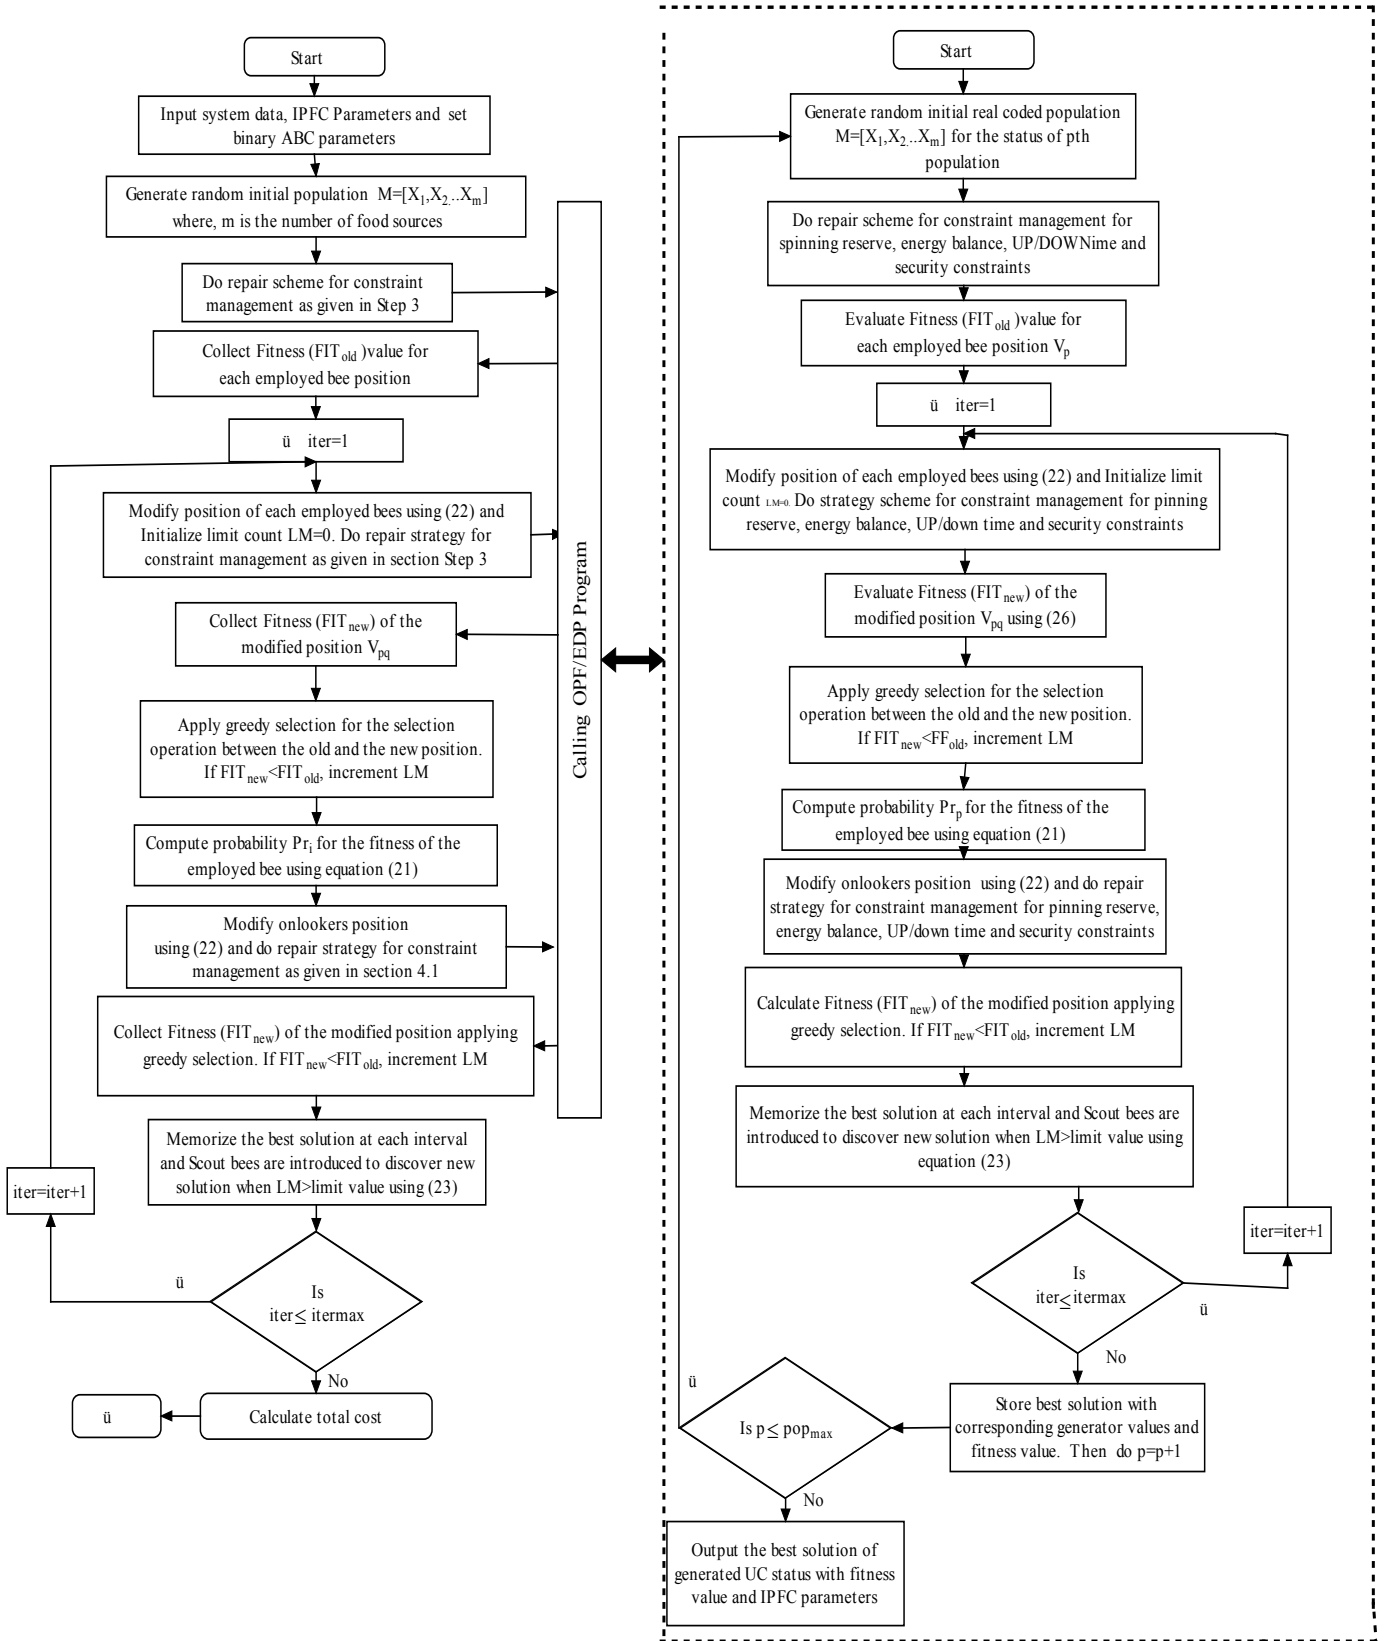 Start
Input system data, IPFC Parameters and set
binary ABC parameters
Generate random initial population M=[X1,X2...Xm]
where, m is the number of food sources
Do repair scheme for constraint
management as given in Step 3
Collect Fitness (FITold )value for
each employed bee position
ü iter=1
Modify position of each employed bees using (22) and
Initialize limit count LM=0. Do repair strategy for
constraint management as given in section Step 3
Collect Fitness (FITnew) of the
modified position Vpq
Apply greedy selection for the selection
operation between the old and the new position.
If FITnew<FITold, increment LM
Compute probability Pri for the fitness of the
employed bee using equation (21)
Modify onlookers position
using (22) and do repair strategy for constraint
management as given in section 4.1
Collect Fitness (FITnew) of the modified position applying
greedy selection. If FITnew<FITold, increment LM
Memorize the best solution at each interval
and Scout bees are introduced to discover new
solution when LM>limit value using (23)
iter=iter+1
ü
Is
iter≤ itermax
No
Calculate total cost
ü
Calling OPF/EDP Program
Start
Generate random initial real coded population
M=[X1,X2...Xm] for the status of pth
population
Do repair scheme for constraint management for
spinning reserve, energy balance, UP/DOWNime and
security constraints
Evaluate Fitness (FITold )value for
each employed bee position Vp
ü iter=1
Modify position of each employed bees using (22) and Initialize limit
count LM=0. Do strategy scheme for constraint management for pinning
reserve, energy balance, UP/down time and security constraints
Evaluate Fitness (FITnew) of the
modified position Vpq using (26)
Apply greedy selection for the selection
operation between the old and the new position.
If FITnew<FFold, increment LM
Compute probability Prp for the fitness of the
employed bee using equation (21)
Modify onlookers position using (22) and do repair
strategy for constraint management for pinning reserve,
energy balance, UP/down time and security constraints
Calculate Fitness (FITnew) of the modified position applying
greedy selection. If FITnew<FITold, increment LM
Memorize the best solution at each interval and Scout bees are
introduced to discover new solution when LM>limit value using
equation (23)
iter=iter+1
Is
iter≤itermax
ü
No
Store best solution with
corresponding generator values and
fitness value. Then do p=p+1
ü
Is p≤ popmax
No
Output the best solution of
generated UC status with fitness
value and IPFC parameters